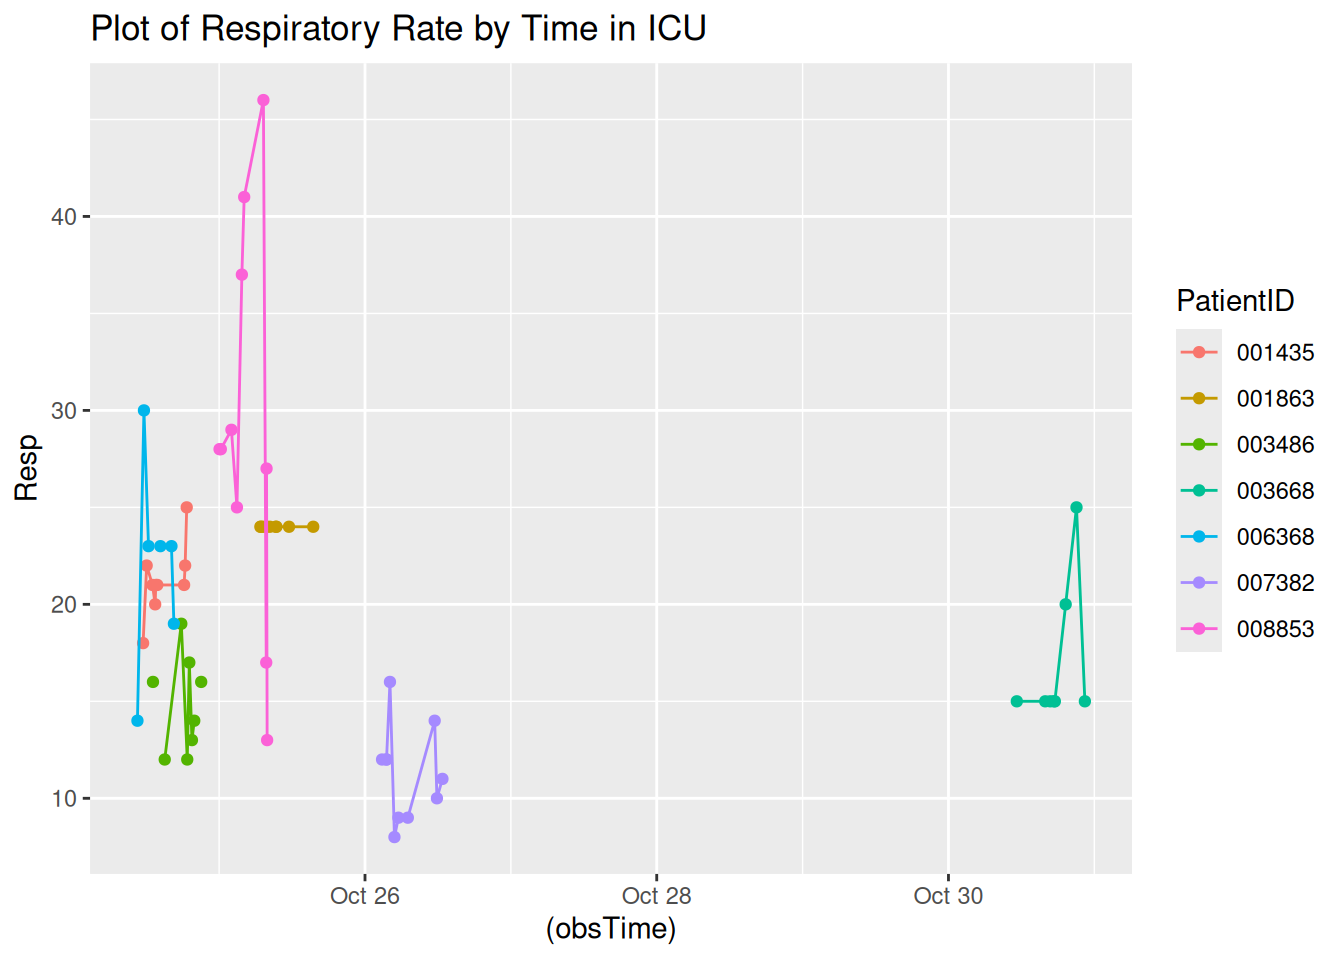 Plot of Respiratory Rate by Time in ICU
40
30
20
10
Resp
Oct 26
Oct 28
Oct 30
(obsTime)
PatientID
001435
001863
003486
003668
006368
007382
008853